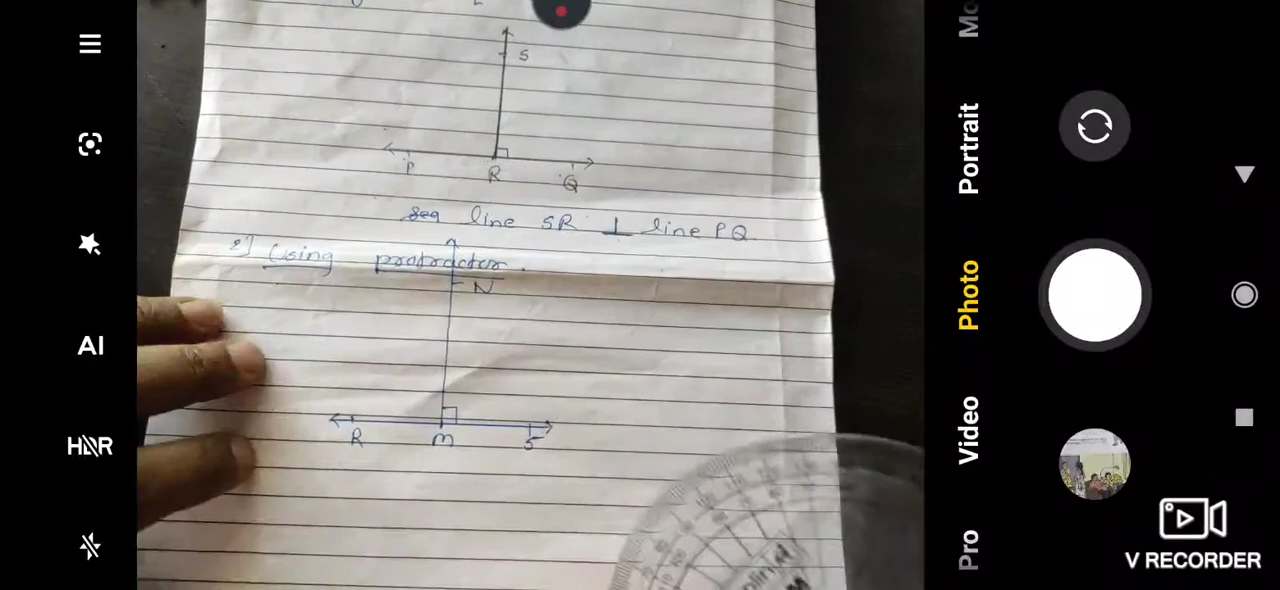 S
P R Q
seg line SR ⊥ line PQ
2] Using protractor.
N
R M S
Mo
Portrait
Photo
Video
Pro
AI
HDR
V RECORDER